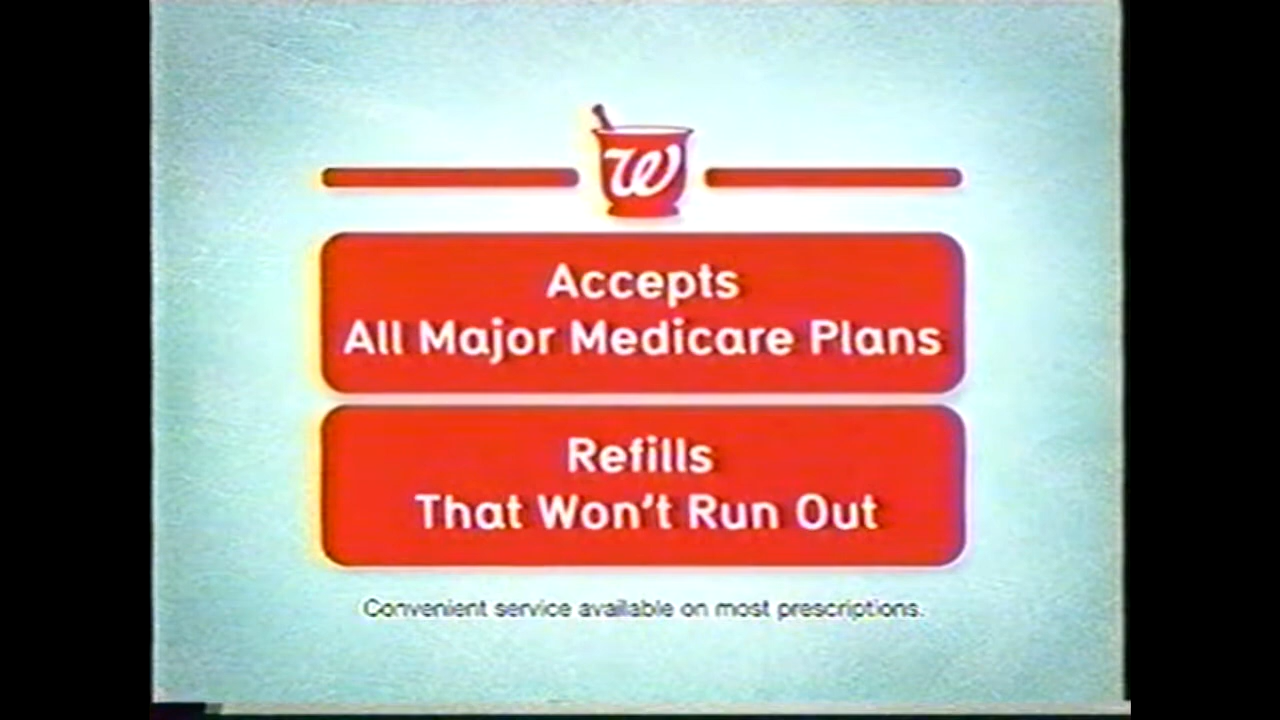 W
Accepts
All Major Medicare Plans
Refills
That Won't Run Out
Convenient service available on most prescriptions.